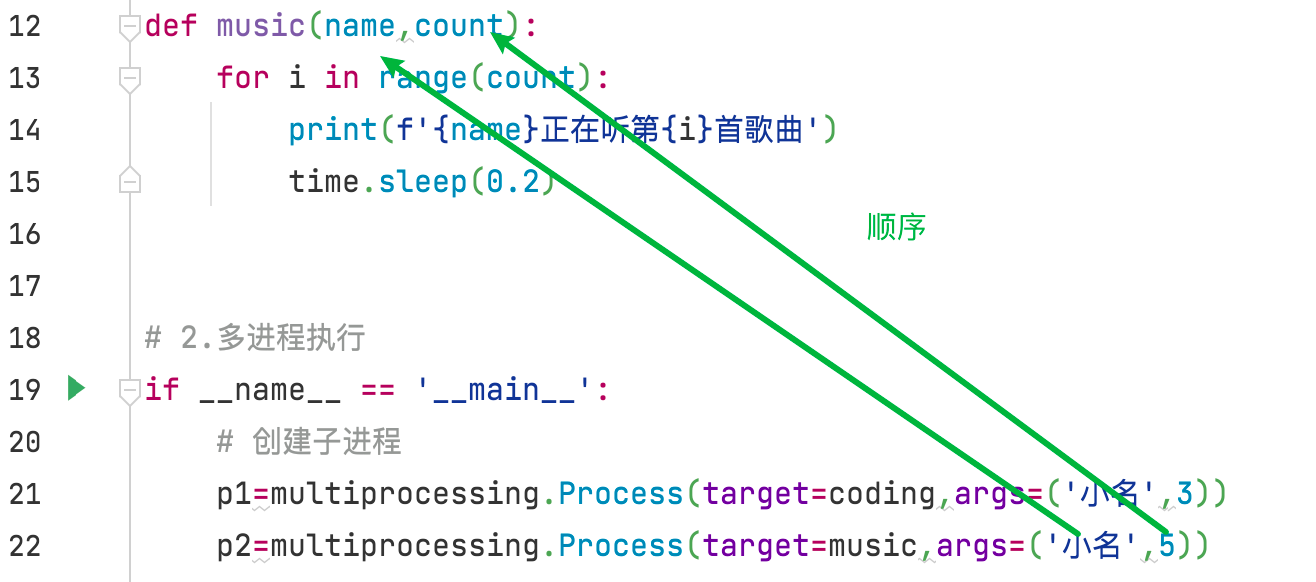 12 def music(name,count):
13 for i in range(count):
14 print(f'{name}正在听第{i}首歌曲')
15 time.sleep(0.2)
16 顺序
17
18 # 2.多进程执行
19 if __name__ == '__main__':
20 # 创建子进程
21 p1=multiprocessing.Process(target=coding,args=('小名',3))
22 p2=multiprocessing.Process(target=music,args=('小名',5))